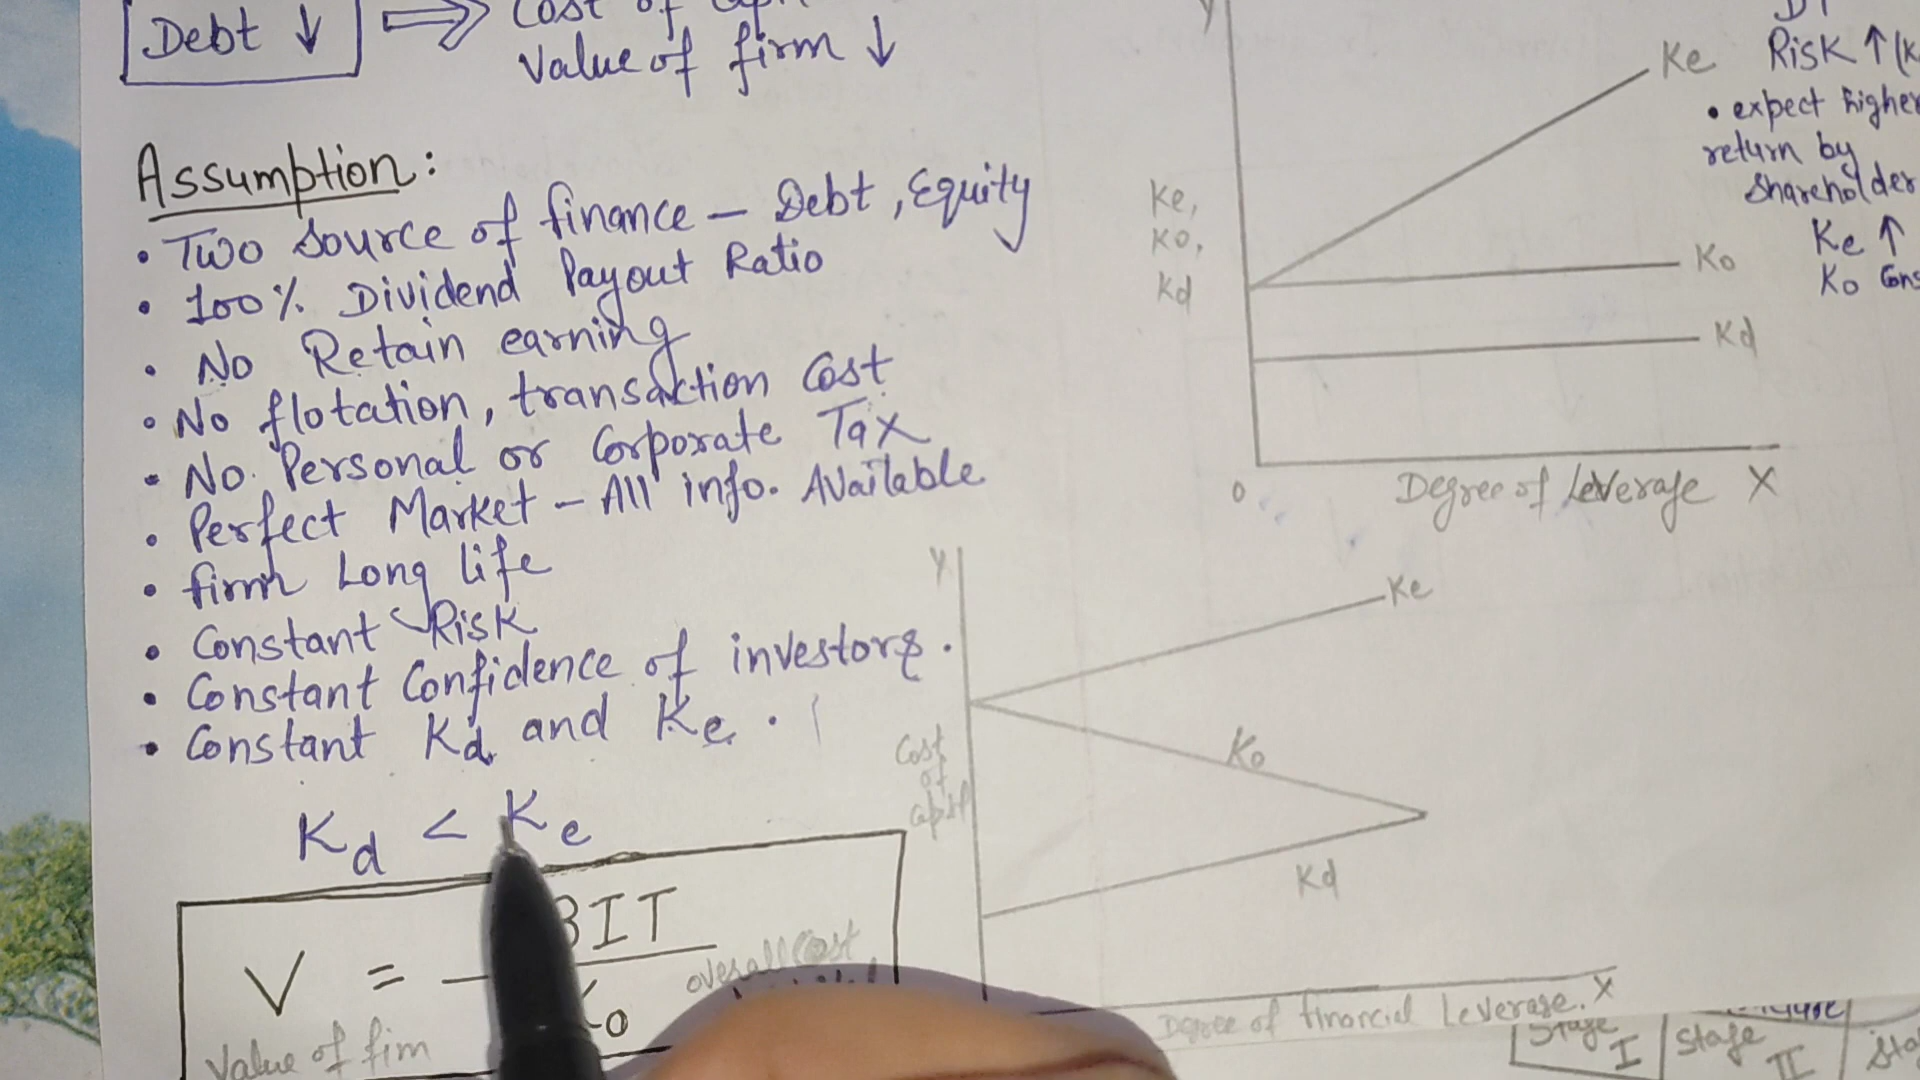 Debt ↓ ⇒ Cost of
Value of firm ↓
Assumption:
• Two Source of finance – Debt, Equity
• 100% Dividend Payout Ratio
• No Retain earning
• No flotation, transaction Cost
• No Personal or Corporate Tax
• Perfect Market – All info. Available
• firm Long life
• Constant Risk
• Constant Confidence of investors.
• Constant Kd and Ke.
Kd < Ke
V = BIT
Ko
overall Cost
Value of firm
Y
Ke
Ke,
Ko,
Kd
Ko
Kd
0
Degree of Leverage X
Risk ↑
• expect higher
return by
Shareholder
Ke ↑
Ko Cons
Y
Ke
Cost
of
Ko
Kd
Degree of financial Leverage. X
Stage I
Stage II
Sta